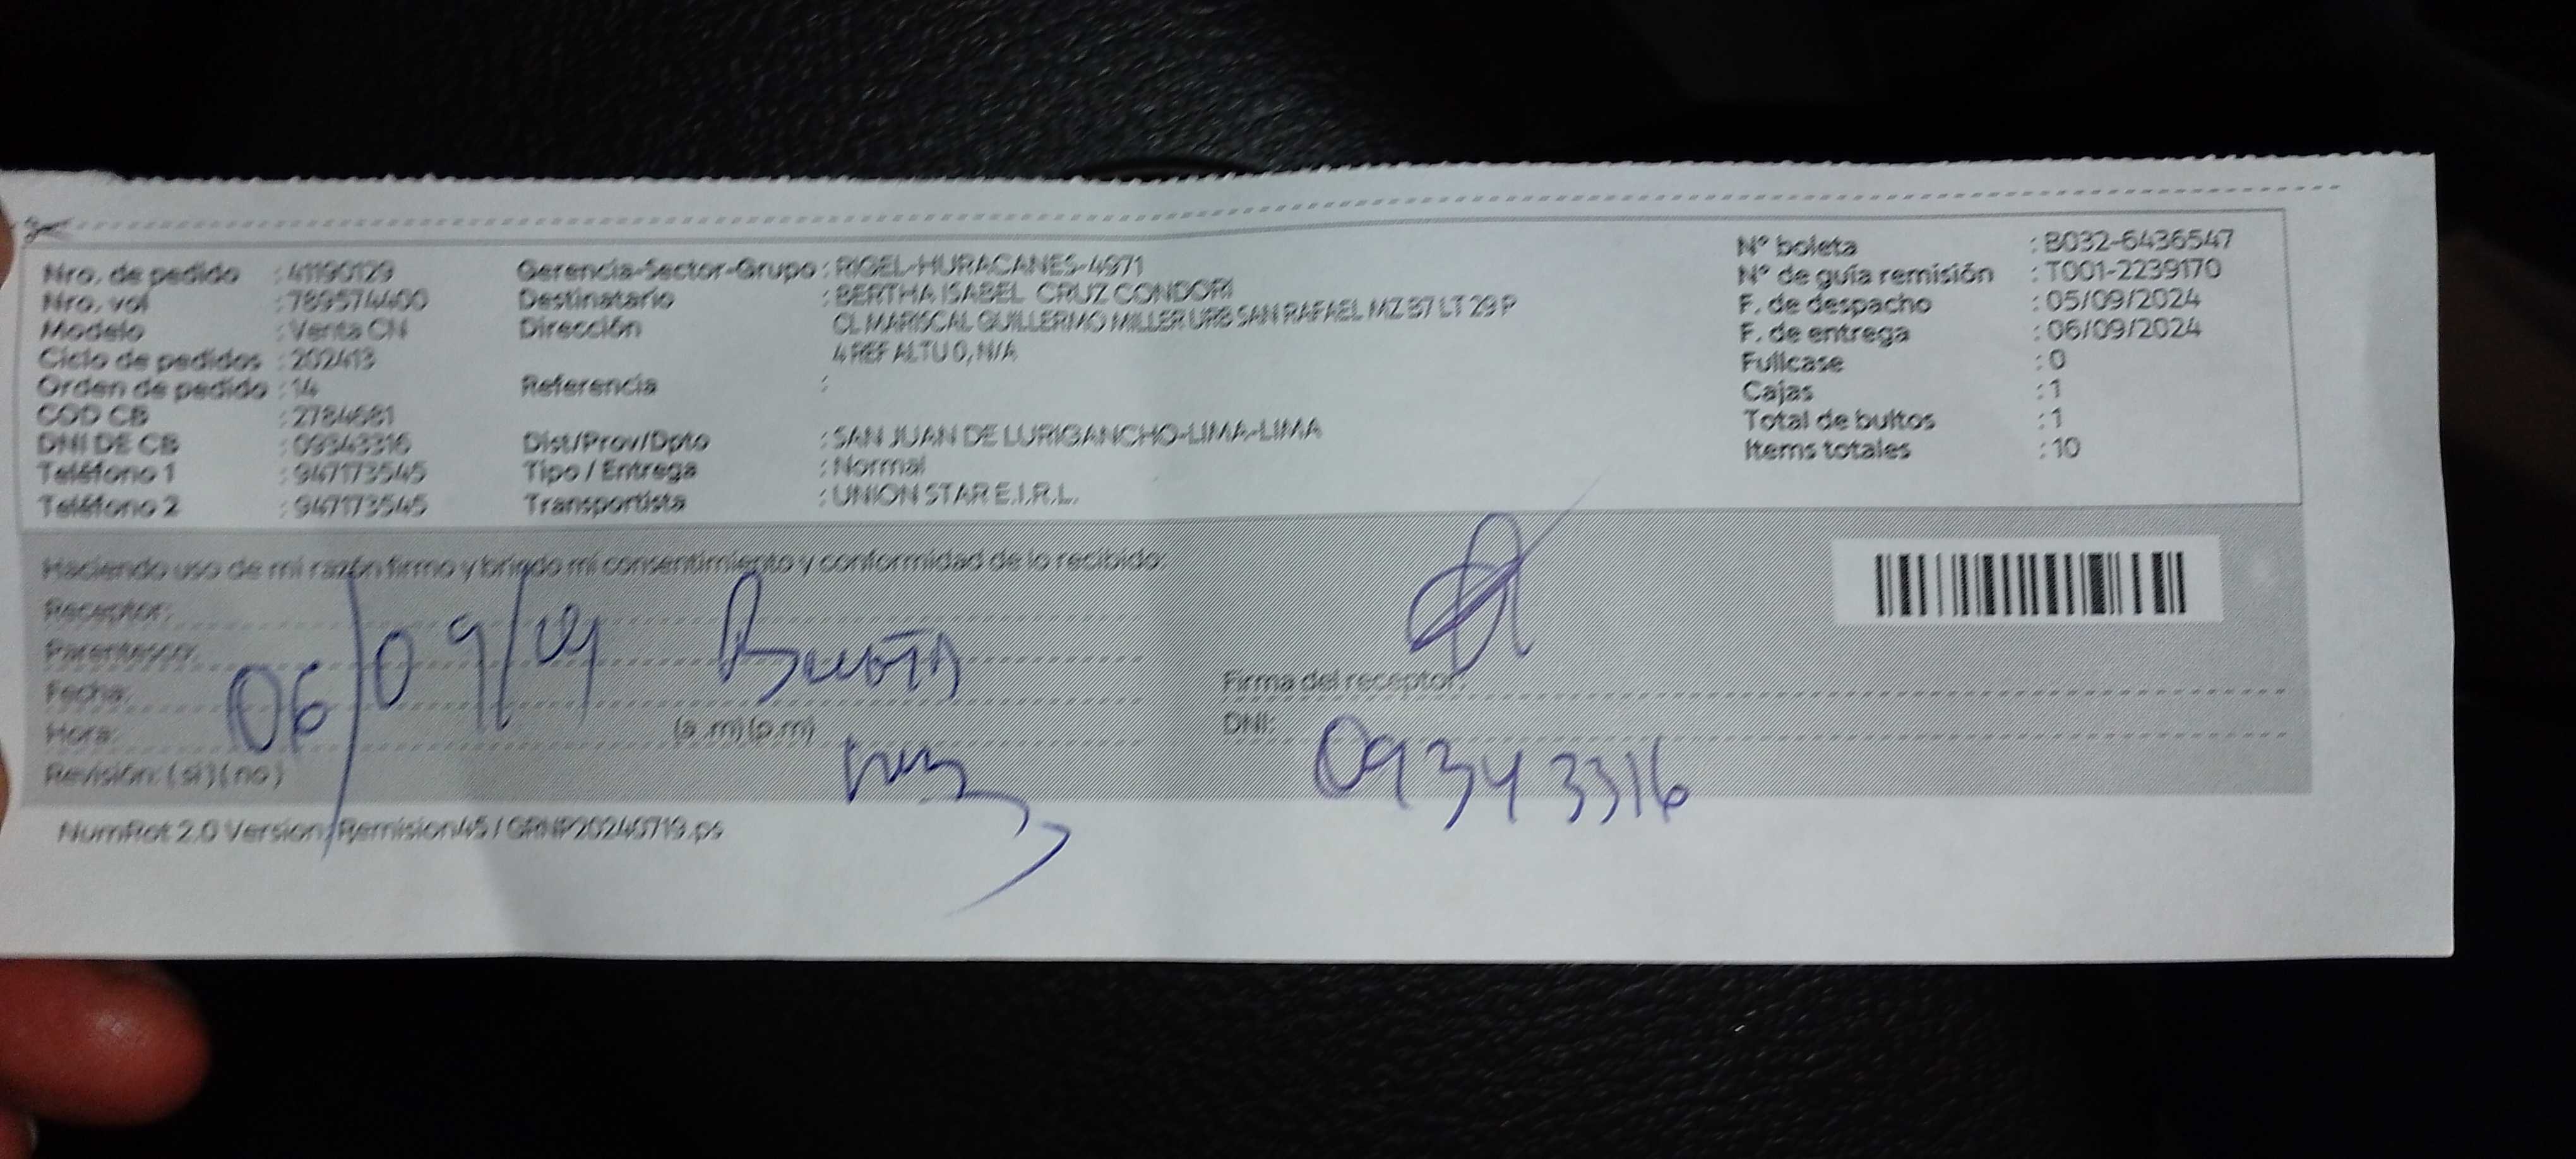 Nro. de pedido : 41190129
Nro. vol : 789574400
Modelo : Venta CN
Ciclo de pedidos : 202413
Orden de pedido : 14
COD CB : 2784681
DNI DE CB : 09343316
Teléfono 1 : 947173545
Teléfono 2 : 947173545
Gerencia-Sector-Grupo : RIGEL-HURACANES-4971
Destinatario : BERTHA ISABEL CRUZ CONDORI
Dirección CL MARISCAL GUILLERMO MILLER URB SAN RAFAEL MZ B7 LT 29 P
4 REF ALTU 0, N/A
Referencia :
Dist/Prov/Dpto : SAN JUAN DE LURIGANCHO-LIMA-LIMA
Tipo / Entrega : Normal
Transportista : UNION STAR E.I.R.L.
N° boleta : B032-6436547
N° de guía remisión : T001-2239170
F. de despacho : 05/09/2024
F. de entrega : 06/09/2024
Fullcase : 0
Cajas : 1
Total de bultos : 1
Items totales : 10
Haciendo uso de mi razón firmo y brindo mi consentimiento y conformidad de lo recibido:
Receptor:
Parentesco:
Fecha: 06/09/24
Hora: (a .m) (p.m)
Revisión: ( si ) ( no )
Firma del receptor:
DNI: 09343316
NumRot 2.0 Version: Remision45 / GRNP20240719.ps